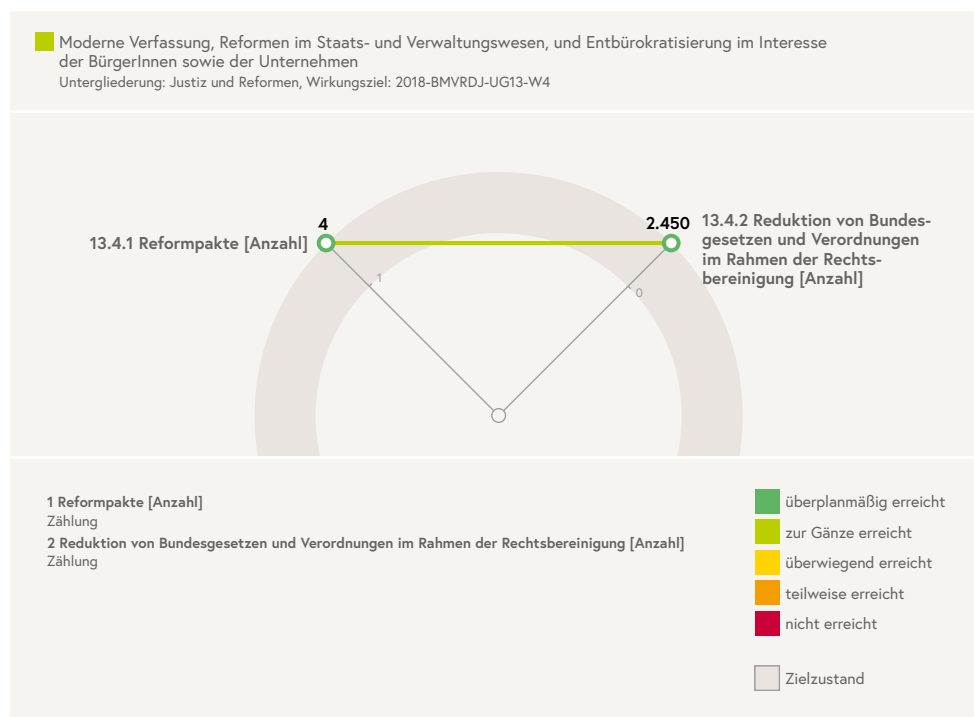 Moderne Verfassung, Reformen im Staats- und Verwaltungswesen, und Entbürokratisierung im Interesse
der BürgerInnen sowie der Unternehmen
Untergliederung: Justiz und Reformen, Wirkungsziel: 2018-BMVRDJ-UG13-W4
4
13.4.1 Reformpakte [Anzahl]
1
2.450
13.4.2 Reduktion von Bundes-
gesetzen und Verordnungen
im Rahmen der Rechts-
bereinigung [Anzahl]
0
1 Reformpakte [Anzahl]
Zählung
2 Reduktion von Bundesgesetzen und Verordnungen im Rahmen der Rechtsbereinigung [Anzahl]
Zählung
überplanmäßig erreicht
zur Gänze erreicht
überwiegend erreicht
teilweise erreicht
nicht erreicht
Zielzustand